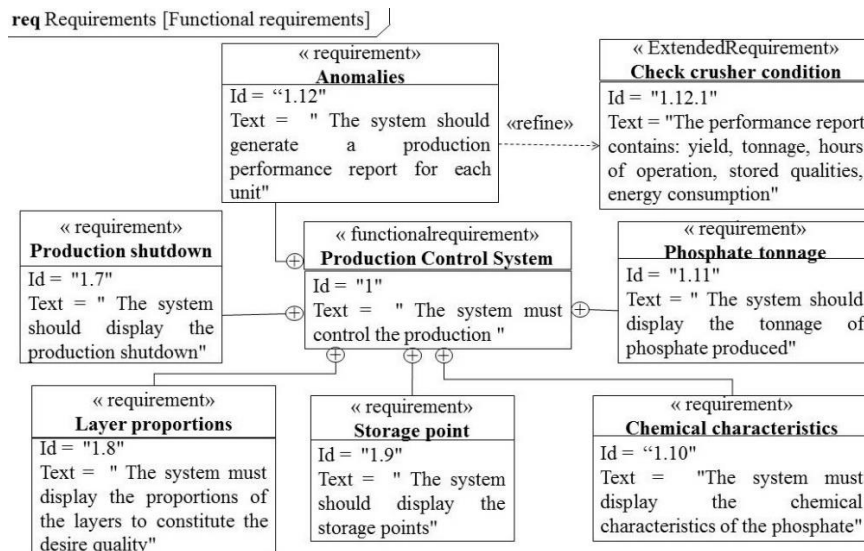 req Requirements [Functional requirements]
« requirement»
Anomalies
Id = “1.12"
Text = " The system should
generate a production
performance report for each
unit"
«refine»
« ExtendedRequirement»
Check crusher condition
Id = "1.12.1"
Text = "The performance report
contains: yield, tonnage, hours
of operation, stored qualities,
energy consumption"
« requirement»
Production shutdown
Id = "1.7"
Text = " The system
should display the
production shutdown"
« functionalrequirement»
Production Control System
Id = "1"
Text = " The system must
control the production "
« requirement»
Phosphate tonnage
Id = "1.11"
Text = " The system should
display the tonnage of
phosphate produced"
« requirement»
Layer proportions
Id = "1.8"
Text = " The system must
display the proportions of
the layers to constitute the
desire quality"
« requirement»
Storage point
Id = "1.9"
Text = " The system
should display the
storage points"
« requirement»
Chemical characteristics
Id = “1.10"
Text = "The system must
display the chemical
characteristics of the phosphate"